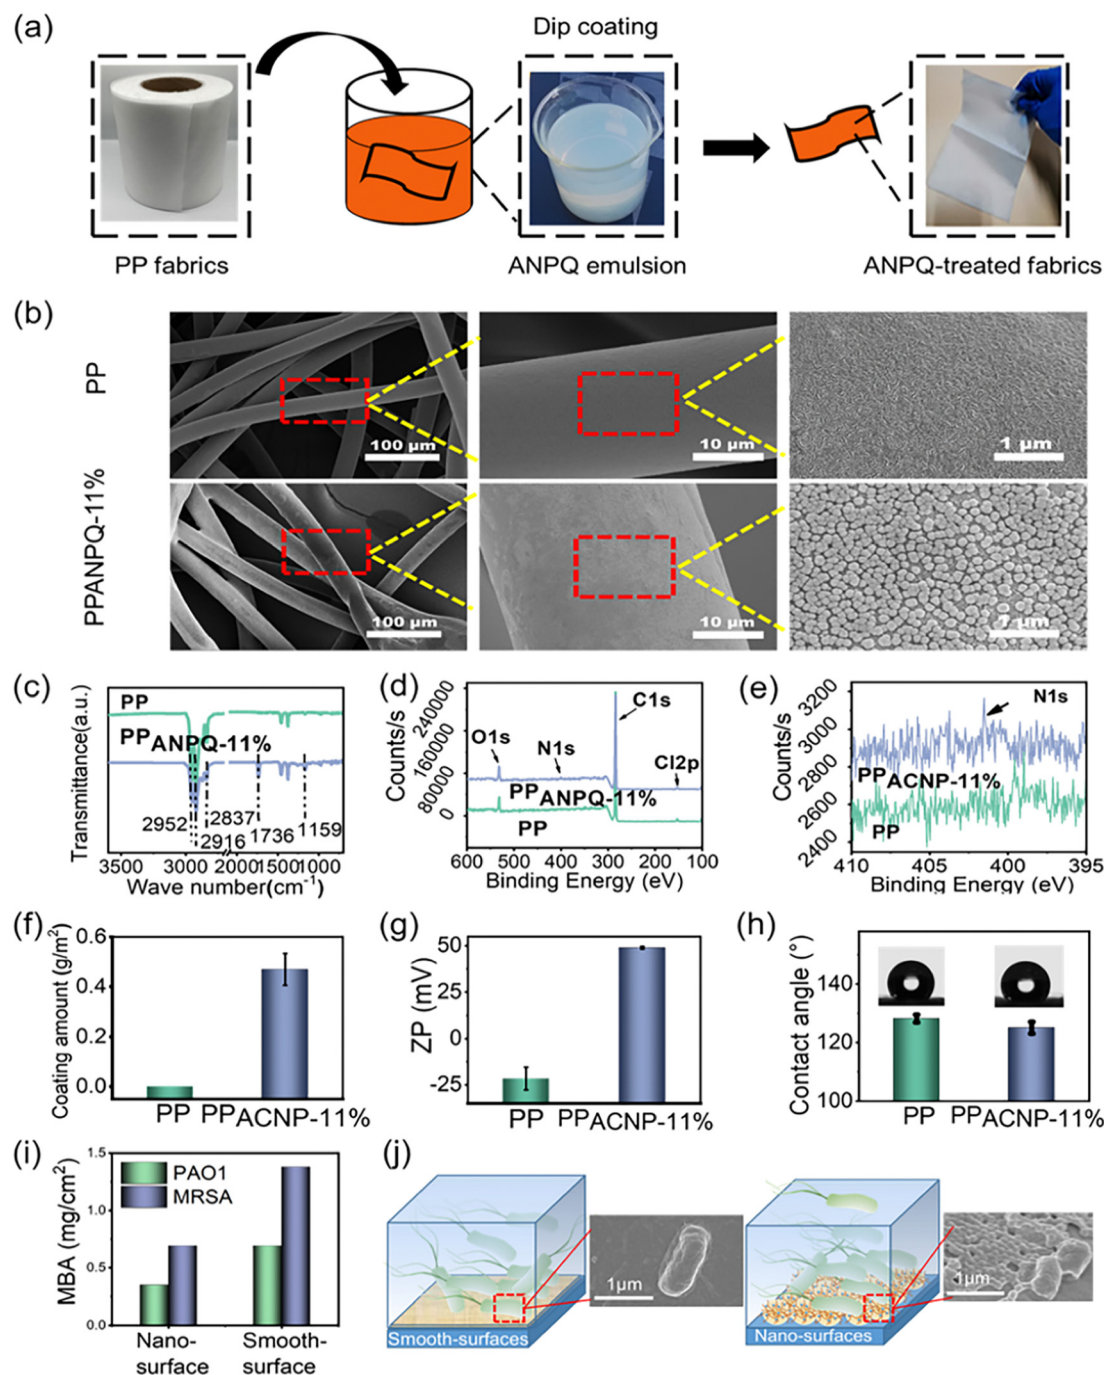 (a)
Dip coating
PP fabrics
ANPQ emulsion
ANPQ-treated fabrics
(b)
PP
100 µm
10 µm
1 µm
PPANPQ-11%
100 µm
10 µm
1 µm
(c)
Transmittance(a.u.)
PP
PPANPQ-11%
2952
2916
2837
1736
1159
3500 3000 2000 1500 1000
Wave number(cm-1)
(d)
Counts/s
240000
160000
80000
0
O1s
N1s
C1s
Cl2p
PPANPQ-11%
PP
600 500 400 300 200 100
Binding Energy (eV)
(e)
Counts/s
3200
3000
2800
2600
2400
N1s
PPACNP-11%
PP
410 405 400 395
Binding Energy (eV)
(f)
Coating amount (g/m2)
0.6
0.4
0.2
0.0
PP PPACNP-11%
(g)
ZP (mV)
50
25
0
-25
PP PPACNP-11%
(h)
Contact angle (°)
140
120
100
PP PPACNP-11%
(i)
MBA (mg/cm2)
1.5
1.0
0.5
0.0
PAO1
MRSA
Nano-
surface
Smooth-
surface
(j)
1µm
Smooth-surfaces
1µm
Nano-surfaces